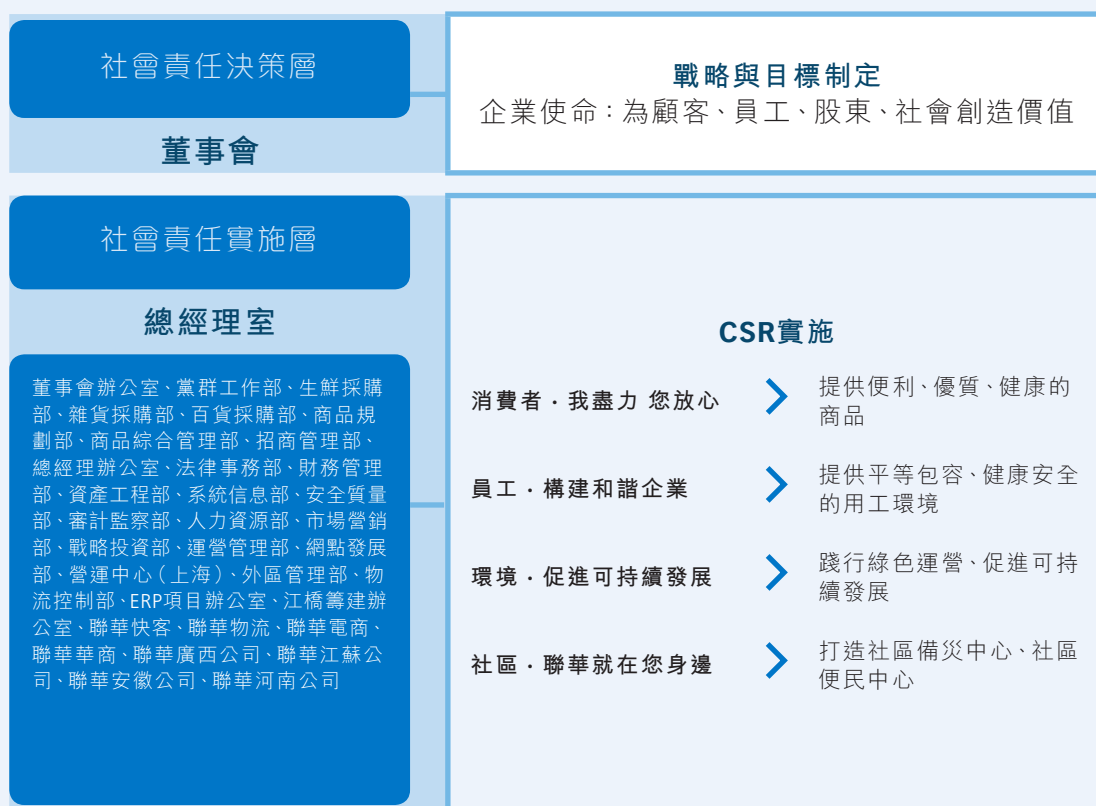 社會責任決策層
董事會
戰略與目標制定
企業使命：為顧客、員工、股東、社會創造價值
社會責任實施層
總經理室
董事會辦公室、黨群工作部、生鮮採購
部、雜貨採購部、百貨採購部、商品規
劃部、商品綜合管理部、招商管理部、
總經理辦公室、法律事務部、財務管理
部、資產工程部、系統信息部、安全質量
部、審計監察部、人力資源部、市場營銷
部、戰略投資部、運營管理部、網點發展
部、營運中心（上海）、外區管理部、物
流控制部、ERP項目辦公室、江橋籌建辦
公室、聯華快客、聯華物流、聯華電商、
聯華華商、聯華廣西公司、聯華江蘇公
司、聯華安徽公司、聯華河南公司
CSR實施
消費者·我盡力 您放心
提供便利、優質、健康的
商品
員工·構建和諧企業
提供平等包容、健康安全
的用工環境
環境·促進可持續發展
踐行綠色運營、促進可持
續發展
社區·聯華就在您身邊
打造社區備災中心、社區
便民中心